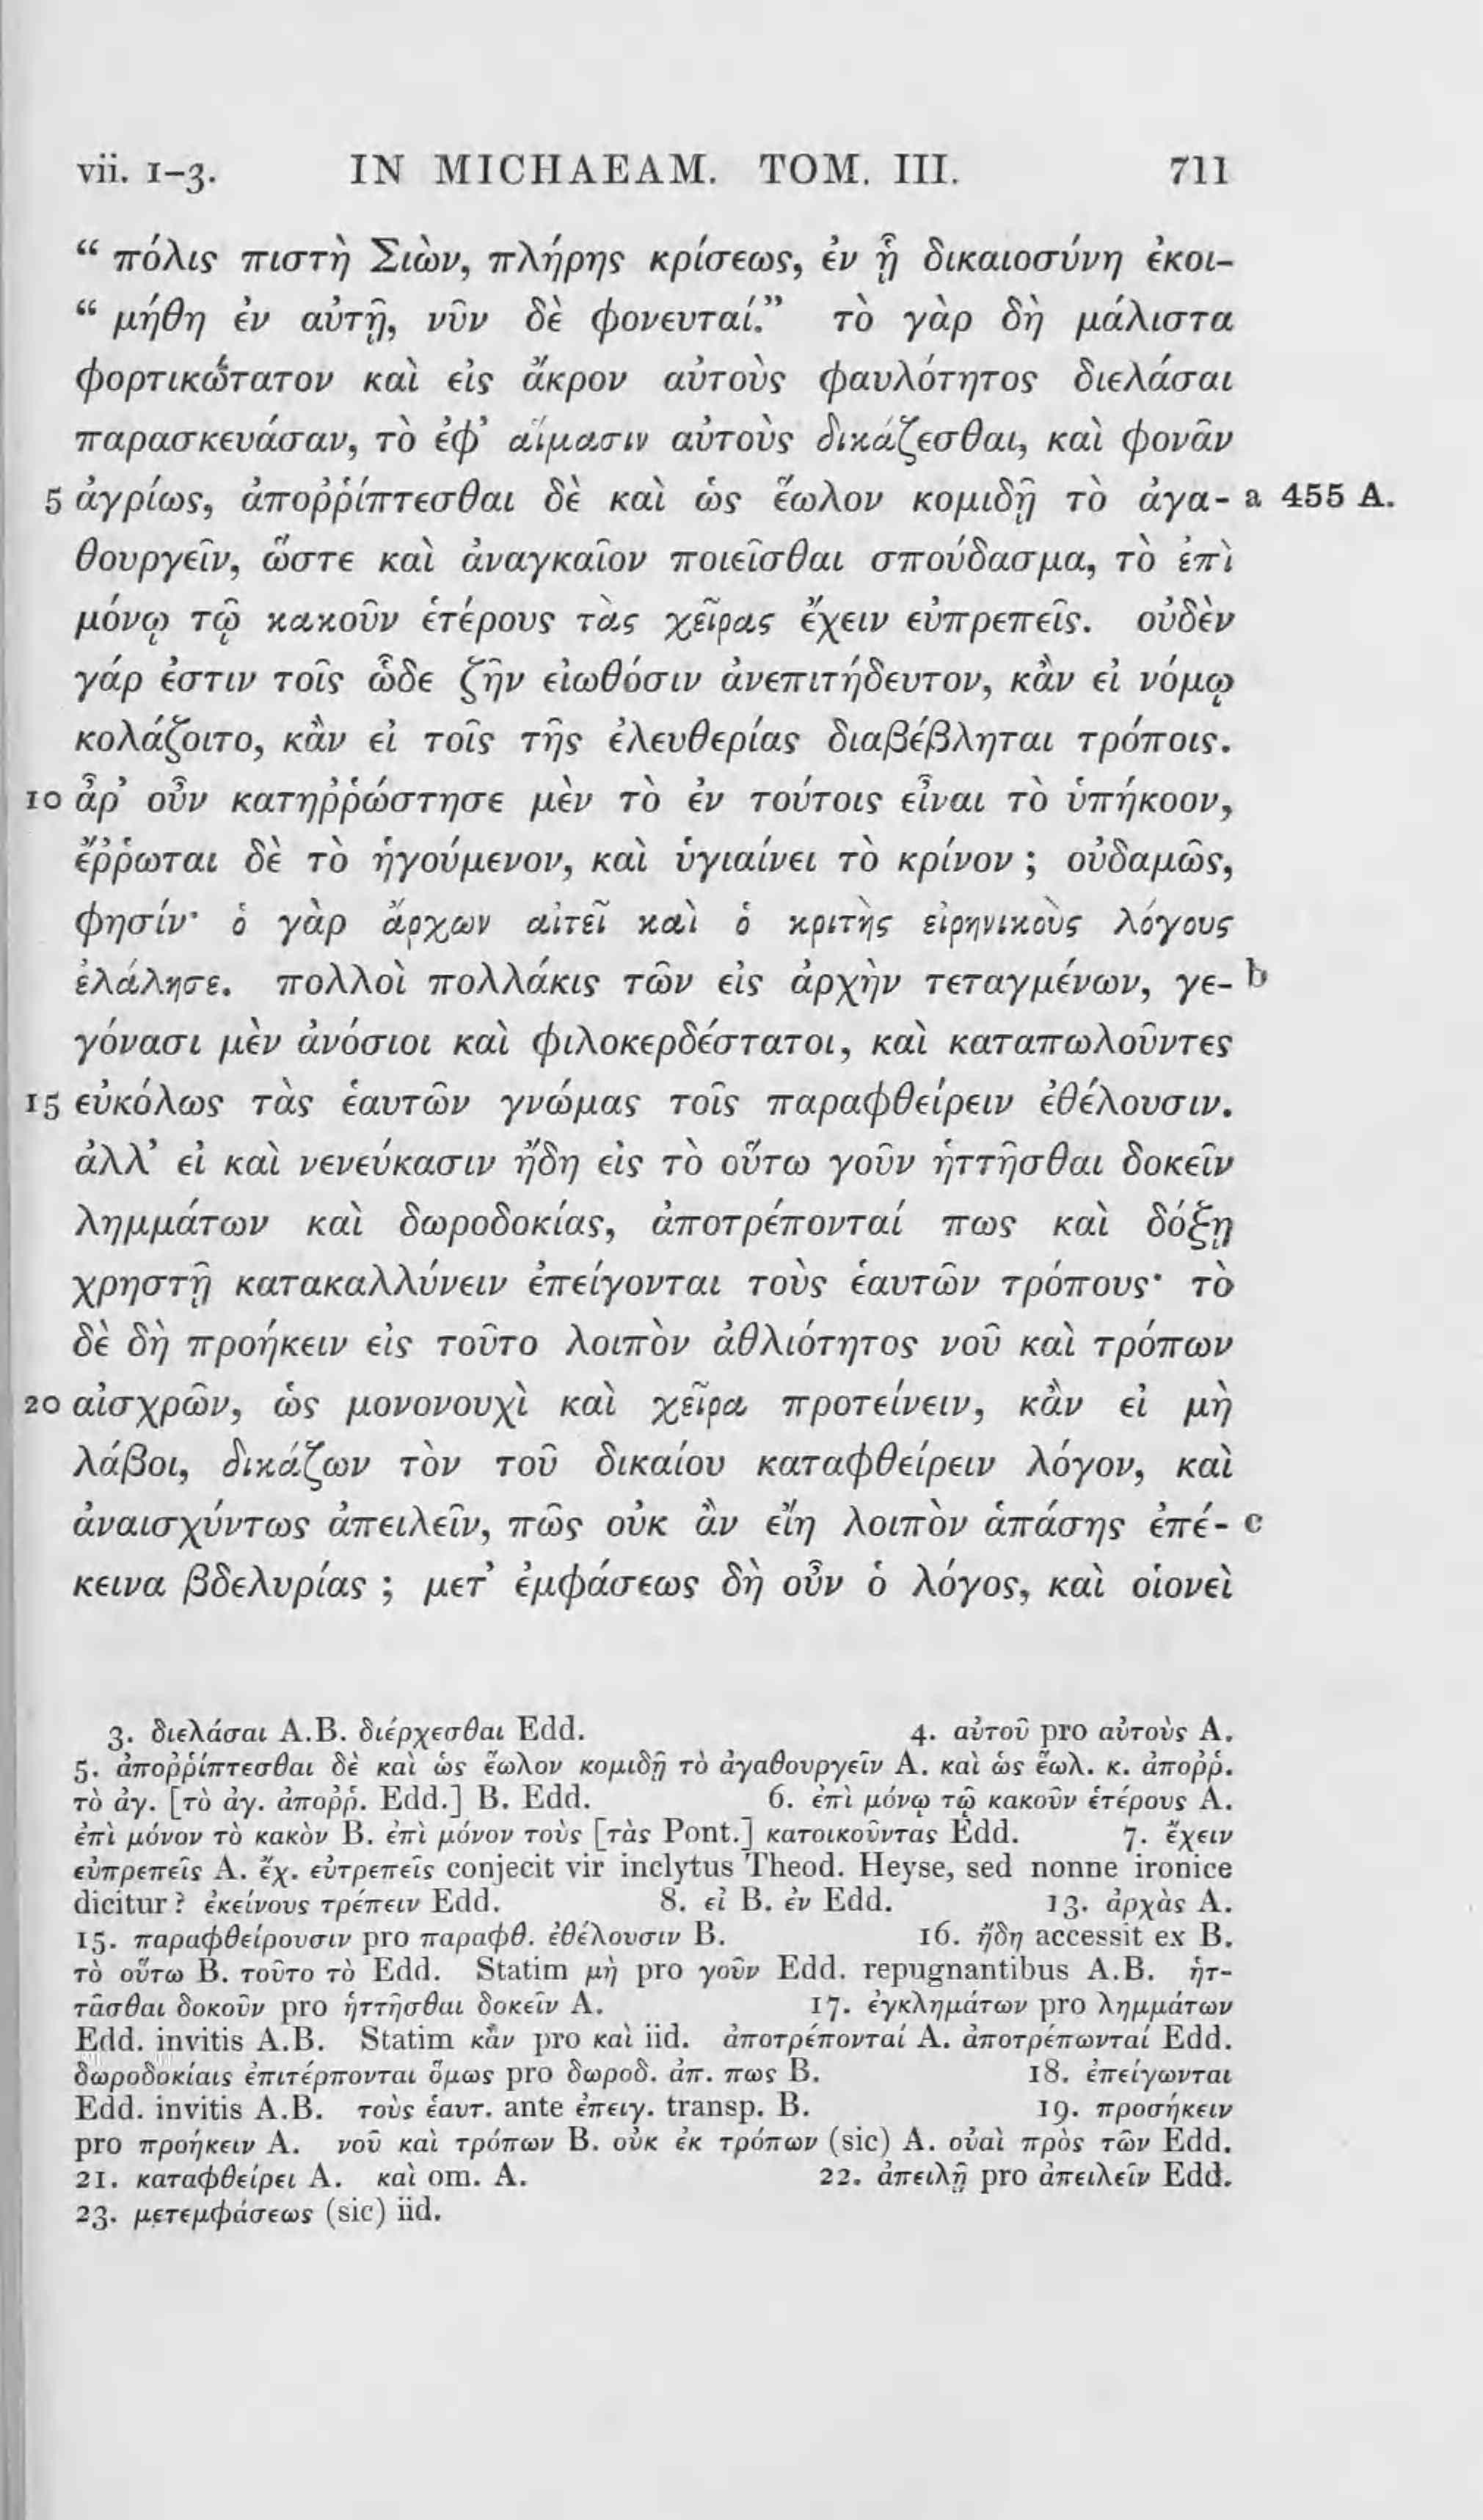 vii. 1-3. IN MICHAEAM. TOM. III. 711
“ πόλις πιστὴ Σιὼν, πλήρης κρίσεως, ἐν ᾗ δικαιοσύνη ἐκοι-
“ μήθη ἐν αὐτῇ, νῦν δὲ φονευταί.” τὸ γὰρ δὴ μάλιστα
φορτικώτατον καὶ εἰς ἄκρον αὐτοὺς φαυλότητος διελάσαι
παρασκευάσαν, τὸ ἐφ’ αἵμασιν αὐτοὺς δικάζεσθαι, καὶ φονᾶν
5 ἀγρίως, ἀποῤῥίπτεσθαι δὲ καὶ ὡς ἕωλον κομιδῇ τὸ ἀγα- a 455 A.
θουργεῖν, ὥστε καὶ ἀναγκαῖον ποιεῖσθαι σπούδασμα, τὸ ἐπὶ
μόνῳ τῷ κακοῦν ἑτέρους τὰς χεῖρας ἔχειν εὐπρεπεῖς. οὐδὲν
γάρ ἐστιν τοῖς ὧδε ζῆν εἰωθόσιν ἀνεπιτήδευτον, κἂν εἰ νόμῳ
κολάζοιτο, κἂν εἰ τοῖς τῆς ἐλευθερίας διαβέβληται τρόποις.
10 ἆρ’ οὖν κατηῤῥώστησε μὲν τὸ ἐν τούτοις εἶναι τὸ ὑπήκοον,
ἔῤῥωται δὲ τὸ ἡγούμενον, καὶ ὑγιαίνει τὸ κρίνον ; οὐδαμῶς,
φησίν· ὁ γὰρ ἄρχων αἰτεῖ καὶ ὁ κριτὴς εἰρηνικοὺς λόγους
ἐλάλησε. πολλοὶ πολλάκις τῶν εἰς ἀρχὴν τεταγμένων, γε- b
γόνασι μὲν ἀνόσιοι καὶ φιλοκερδέστατοι, καὶ καταπωλοῦντες
15 εὐκόλως τὰς ἑαυτῶν γνώμας τοῖς παραφθείρειν ἐθέλουσιν.
ἀλλ’ εἰ καὶ νενεύκασιν ἤδη εἰς τὸ οὕτω γοῦν ἡττῆσθαι δοκεῖν
λημμάτων καὶ δωροδοκίας, ἀποτρέπονταί πως καὶ δόξῃ
χρηστῇ κατακαλλύνειν ἐπείγονται τοὺς ἑαυτῶν τρόπους· τὸ
δὲ δὴ προήκειν εἰς τοῦτο λοιπὸν ἀθλιότητος νοῦ καὶ τρόπων
20 αἰσχρῶν, ὡς μονονουχὶ καὶ χεῖρα προτείνειν, κἂν εἰ μὴ
λάβοι, δικάζων τὸν τοῦ δικαίου καταφθείρειν λόγον, καὶ
ἀναισχύντως ἀπειλεῖν, πῶς οὐκ ἂν εἴη λοιπὸν ἁπάσης ἐπέ- c
κεινα βδελυρίας ; μετ’ ἐμφάσεως δὴ οὖν ὁ λόγος, καὶ οἱονεὶ
3. διελάσαι A.B. διέρχεσθαι Edd. 4. αὐτοῦ pro αὐτοὺς A.
5. ἀποῤῥίπτεσθαι δὲ καὶ ὡς ἕωλον κομιδῇ τὸ ἀγαθουργεῖν A. καὶ ὡς ἕωλ. κ. ἀποῤῥ.
τὸ ἀγ. [τὸ ἀγ. ἀποῤῥ. Edd.] B. Edd. 6. ἐπὶ μόνῳ τῷ κακοῦν ἑτέρους A.
ἐπὶ μόνον τὸ κακὸν B. ἐπὶ μόνον τοὺς [τὰς Pont.] κατοικοῦντας Edd. 7. ἔχειν
εὐπρεπεῖς A. ἔχ. εὐτρεπεῖς conjecit vir inclytus Theod. Heyse, sed nonne ironice
dicitur? ἐκείνους τρέπειν Edd. 8. εἰ B. ἐν Edd. 13. ἀρχὰς A.
15. παραφθείρουσιν pro παραφθ. ἐθέλουσιν B. 16. ἤδη accessit ex B.
τὸ οὕτω B. τοῦτο τὸ Edd. Statim μὴ pro γοῦν Edd. repugnantibus A.B. ἡτ-
τᾶσθαι δοκοῦν pro ἡττῆσθαι δοκεῖν A. 17. ἐγκλημάτων pro λημμάτων
Edd. invitis A.B. Statim κἂν pro καὶ iid. ἀποτρέπονταί A. ἀποτρέπωνταί Edd.
δωροδοκίαις ἐπιτέρπονται ὅμως pro δωροδ. ἀπ. πως B. 18. ἐπείγωνται
Edd. invitis A.B. τοὺς ἑαυτ. ante ἐπειγ. transp. B. 19. προσήκειν
pro προήκειν A. νοῦ καὶ τρόπων B. οὐκ ἐκ τρόπων (sic) A. οὐαὶ πρὸς τῶν Edd.
21. καταφθείρει A. καὶ om. A. 22. ἀπειλῇ pro ἀπειλεῖν Edd.
23. μετεμφάσεως (sic) iid.